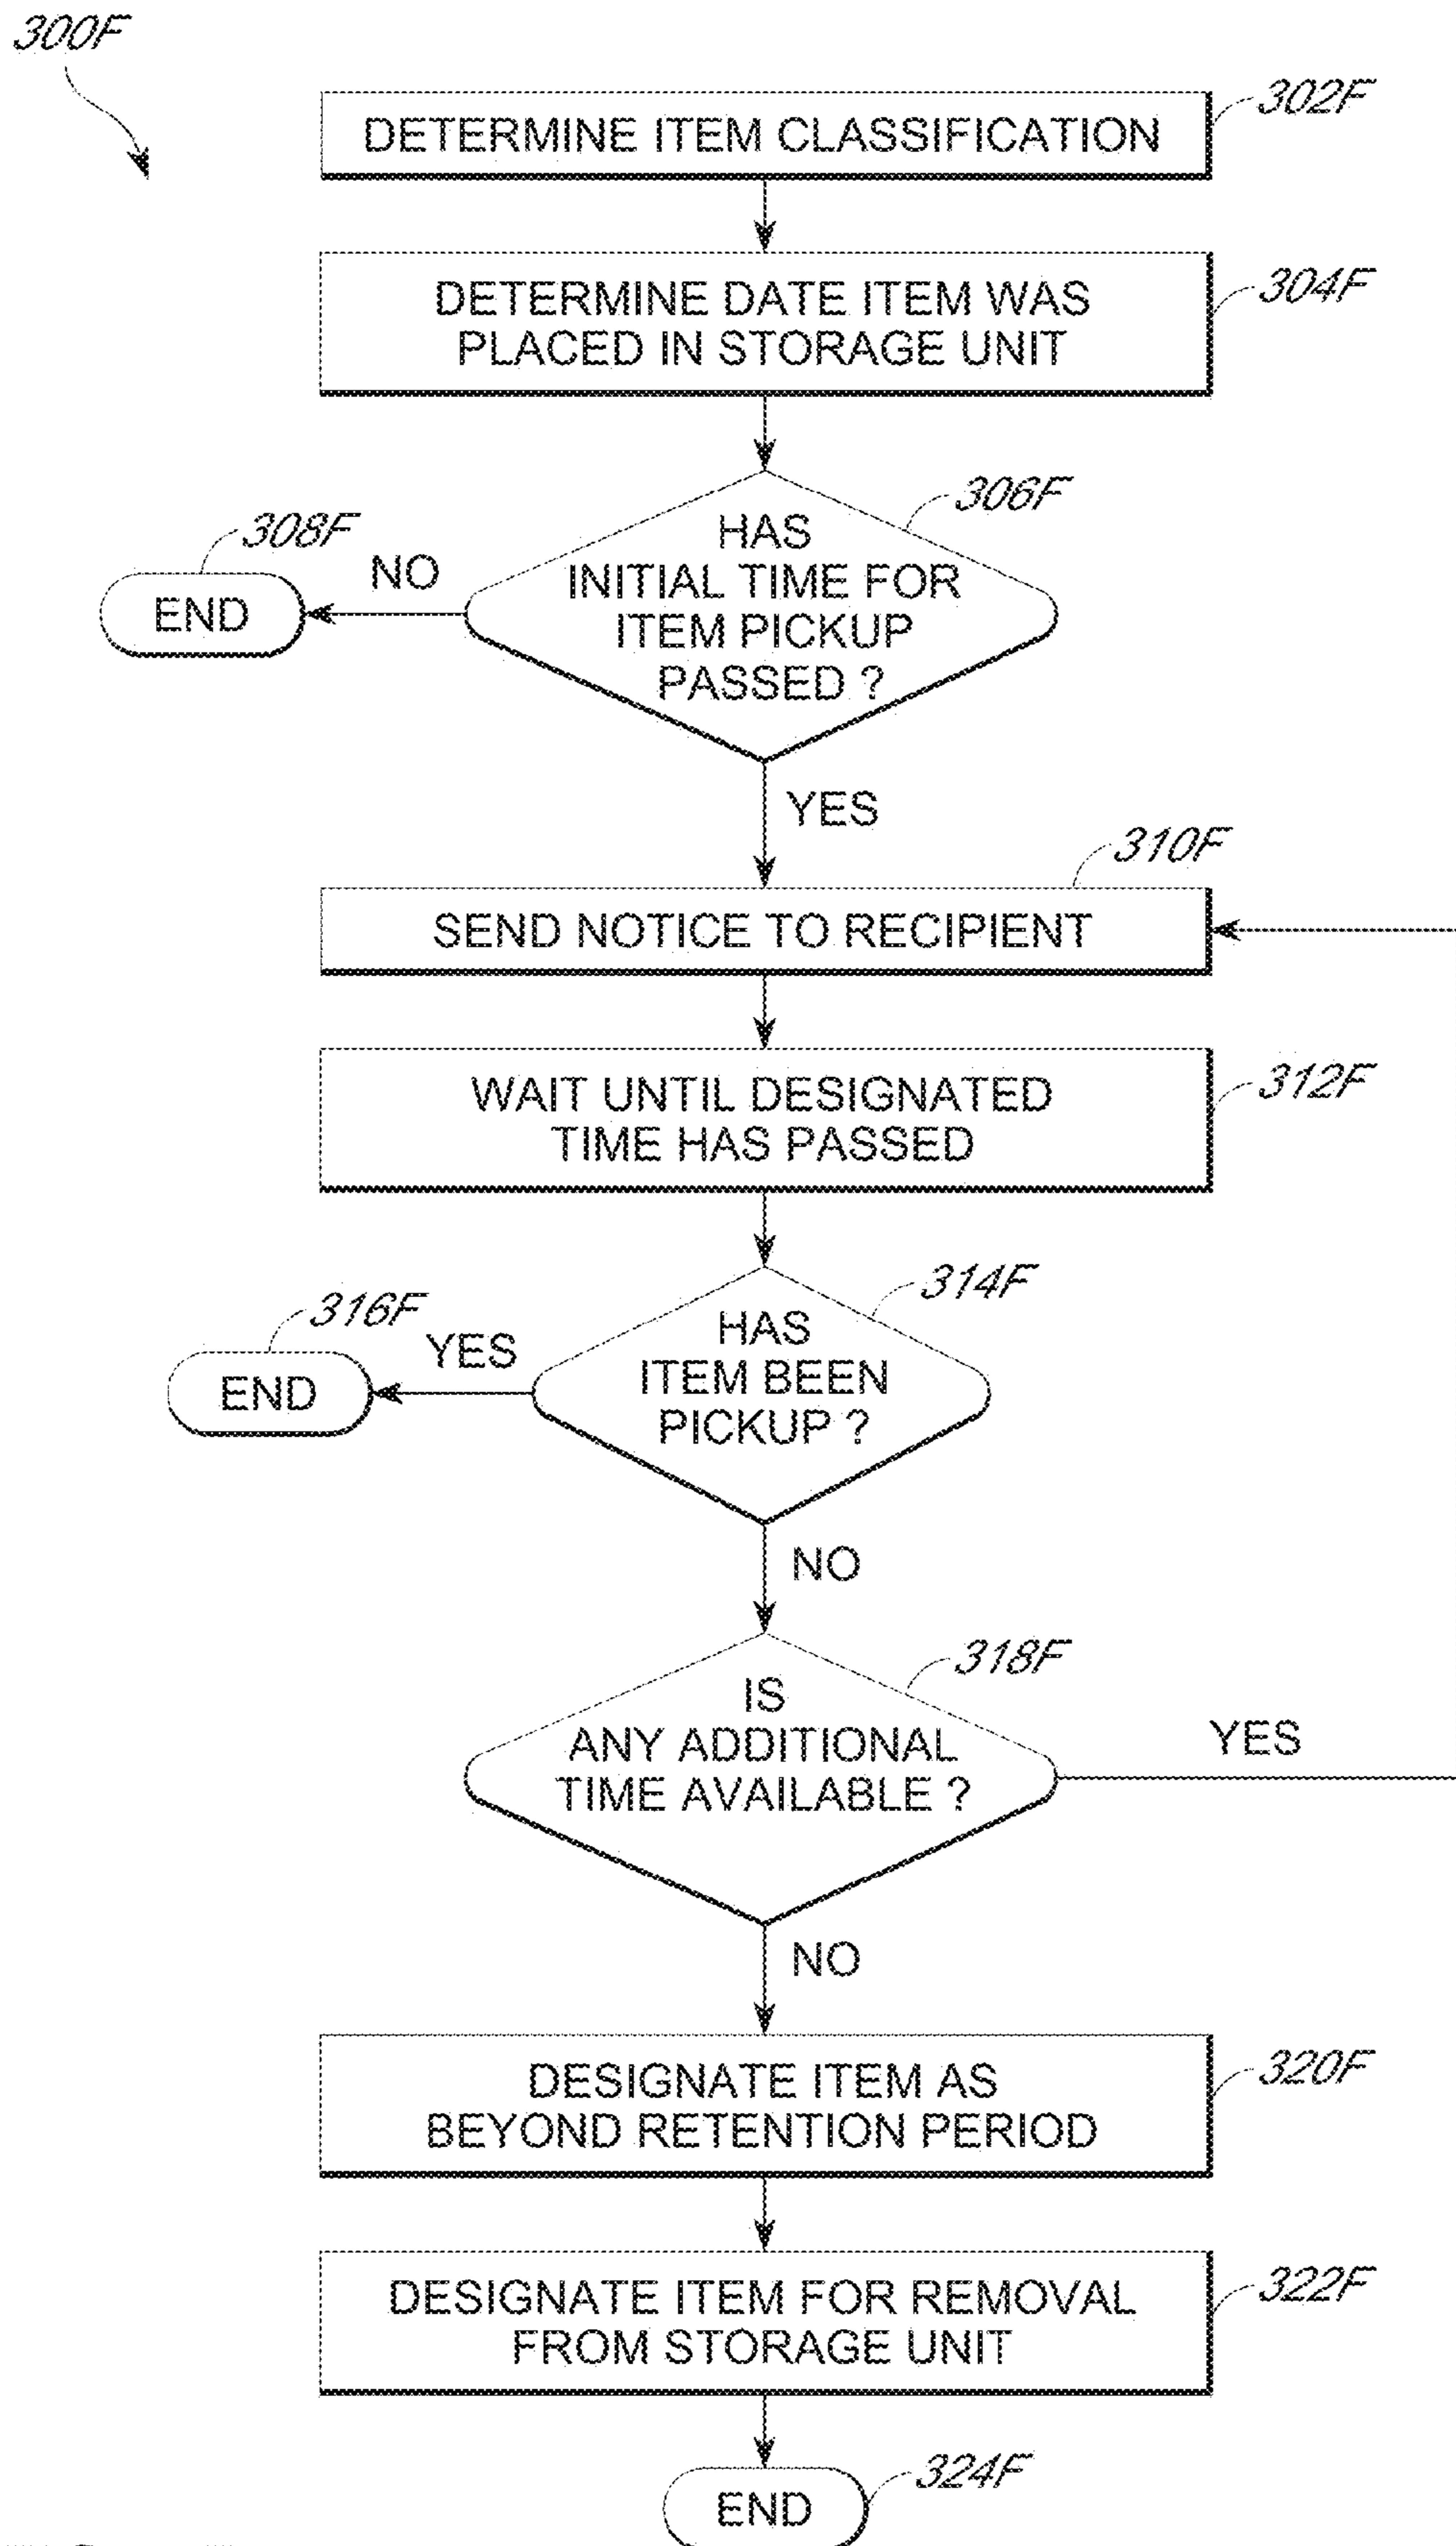 300F
302F
DETERMINE ITEM CLASSIFICATION
304F
DETERMINE DATE ITEM WAS
PLACED IN STORAGE UNIT
306F
HAS
INITIAL TIME FOR
ITEM PICKUP
PASSED ?
308F
NO
END
YES
310F
SEND NOTICE TO RECIPIENT
312F
WAIT UNTIL DESIGNATED
TIME HAS PASSED
314F
HAS
ITEM BEEN
PICKUP ?
316F
YES
END
NO
318F
IS
ANY ADDITIONAL
TIME AVAILABLE ?
YES
NO
320F
DESIGNATE ITEM AS
BEYOND RETENTION PERIOD
322F
DESIGNATE ITEM FOR REMOVAL
FROM STORAGE UNIT
324F
END